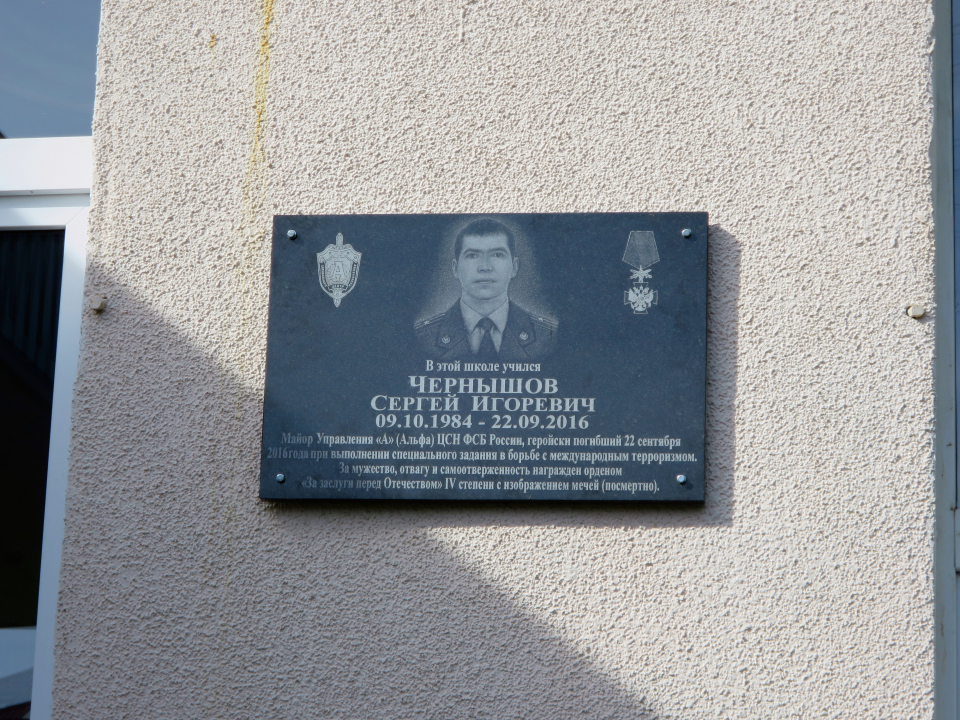 А
В этой школе учился
ЧЕРНЫШОВ
СЕРГЕЙ ИГОРЕВИЧ
09.10.1984 - 22.09.2016
Майор Управления «А» (Альфа) ЦСН ФСБ России, геройски погибший 22 сентября
2016 года при выполнении специального задания в борьбе с международным терроризмом.
За мужество, отвагу и самоотверженность награжден орденом
«За заслуги перед Отечеством» IV степени с изображением мечей (посмертно).